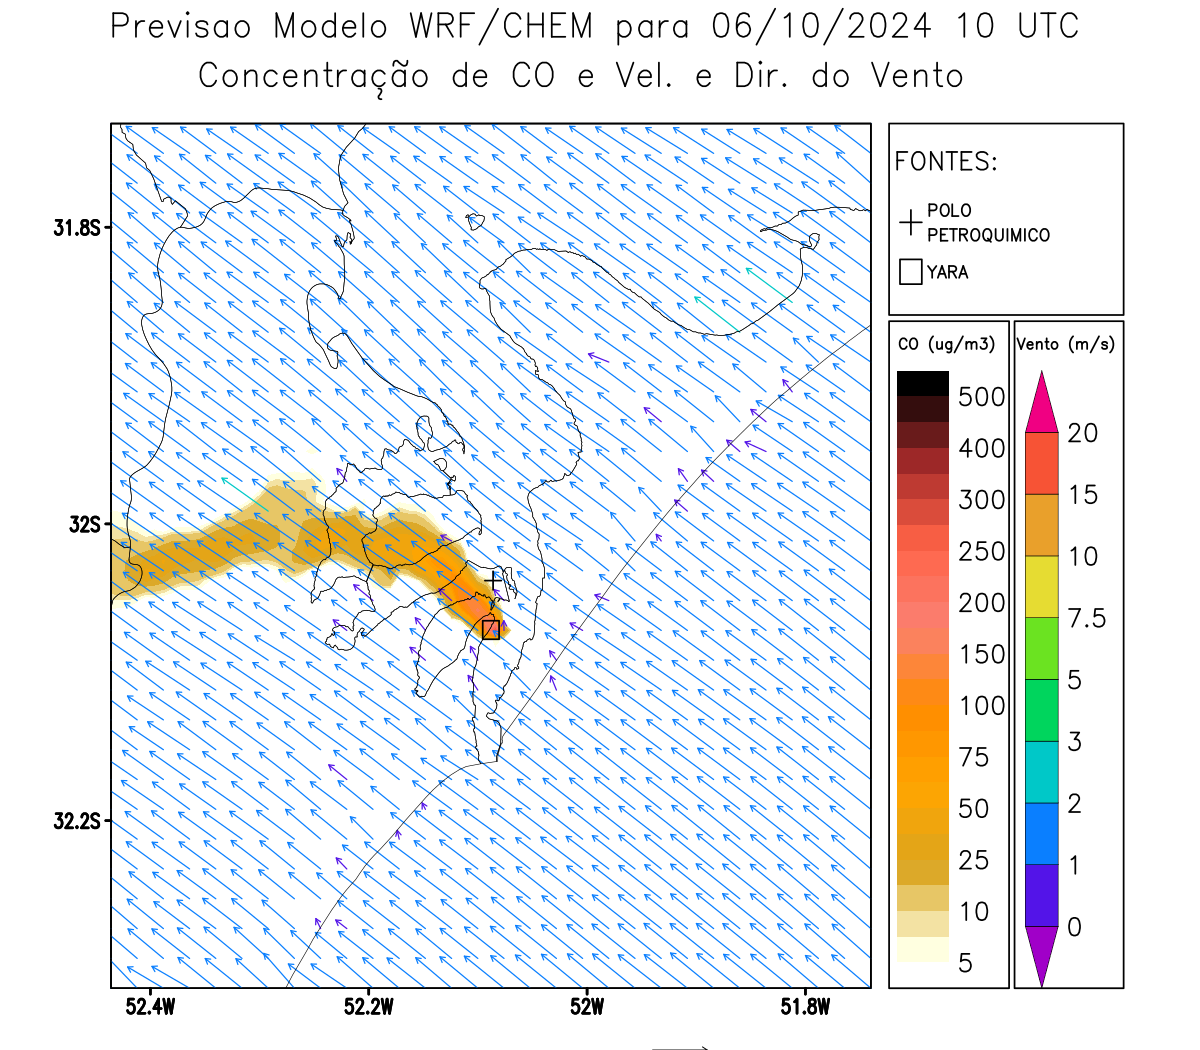 Previsao Modelo WRF/CHEM para 06/10/2024 10 UTC
Concentração de CO e Vel. e Dir. do Vento
FONTES:
POLO
PETROQUIMICO
YARA
CO (ug/m3)
500
400
300
250
200
150
100
75
50
25
10
5
Vento (m/s)
20
15
10
7.5
5
3
2
1
0
31.8S
32S
32.2S
52.4W
52.2W
52W
51.8W